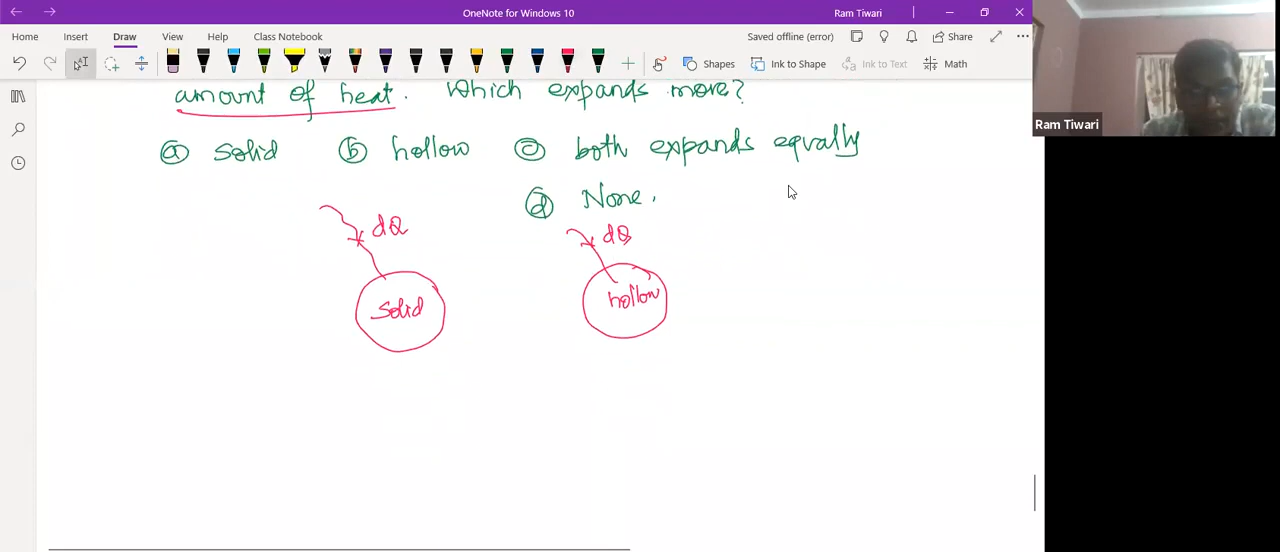 OneNote for Windows 10
Ram Tiwari
Home Insert Draw View Help Class Notebook
Saved offline (error) Share
Shapes Ink to Shape Ink to Text Math
amount of heat. Which expands more?
Ram Tiwari
a solid b hollow c both expands equally
d None.
dQ dQ
Solid hollow